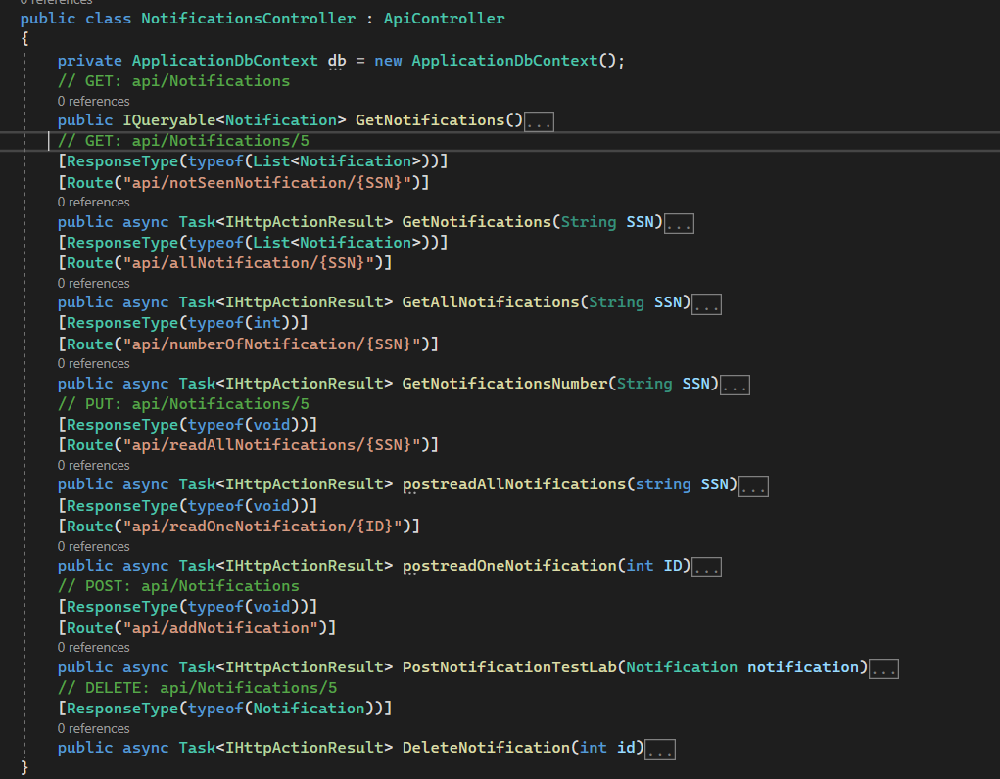 0 references
public class NotificationsController : ApiController
{
private ApplicationDbContext db = new ApplicationDbContext();
// GET: api/Notifications
0 references
public IQueryable<Notification> GetNotifications()...
// GET: api/Notifications/5
[ResponseType(typeof(List<Notification>))]
[Route("api/notSeenNotification/{SSN}")]
0 references
public async Task<IHttpActionResult> GetNotifications(String SSN)...
[ResponseType(typeof(List<Notification>))]
[Route("api/allNotification/{SSN}")]
0 references
public async Task<IHttpActionResult> GetAllNotifications(String SSN)...
[ResponseType(typeof(int))]
[Route("api/numberOfNotification/{SSN}")]
0 references
public async Task<IHttpActionResult> GetNotificationsNumber(String SSN)...
// PUT: api/Notifications/5
[ResponseType(typeof(void))]
[Route("api/readAllNotifications/{SSN}")]
0 references
public async Task<IHttpActionResult> postreadAllNotifications(string SSN)...
[ResponseType(typeof(void))]
[Route("api/readOneNotification/{ID}")]
0 references
public async Task<IHttpActionResult> postreadOneNotification(int ID)...
// POST: api/Notifications
[ResponseType(typeof(void))]
[Route("api/addNotification")]
0 references
public async Task<IHttpActionResult> PostNotificationTestLab(Notification notification)...
// DELETE: api/Notifications/5
[ResponseType(typeof(Notification))]
0 references
public async Task<IHttpActionResult> DeleteNotification(int id)...
}